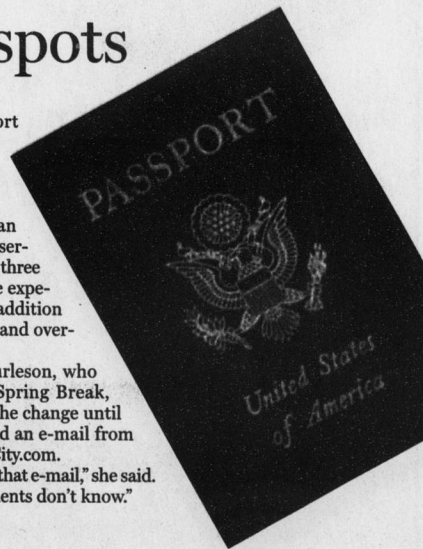 spots
ort
an
ser-
three
e expe-
addition
and over-
urleson, who
Spring Break,
he change until
d an e-mail from
City.com.
that e-mail," she said.
ents don't know."
PASSPORT
United States
of America